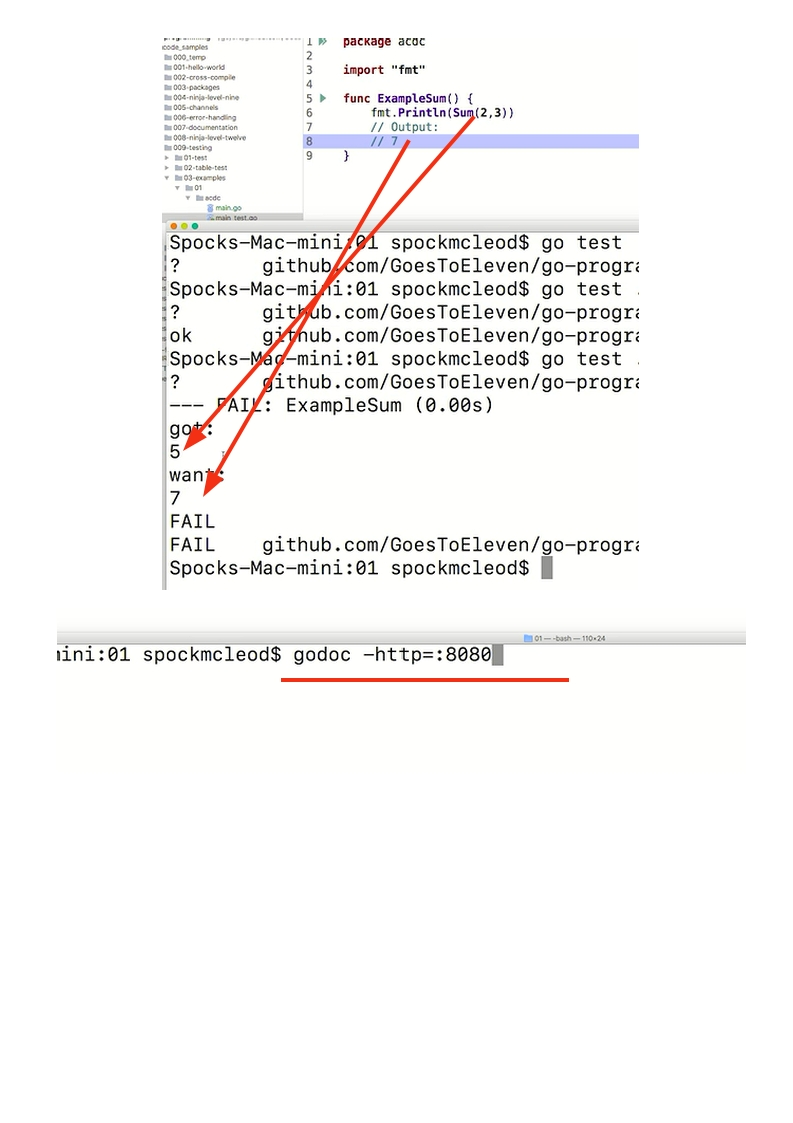 code_samples
000_temp
001-hello-world
002-cross-compile
003-packages
004-ninja-level-nine
005-channels
006-error-handling
007-documentation
008-ninja-level-twelve
009-testing
01-test
02-table-test
03-examples
01
acdc
main.go
main_test.go
1 package acdc
2
3 import "fmt"
4
5 func ExampleSum() {
6 fmt.Println(Sum(2,3))
7 // Output:
8 // 7
9 }
Spocks-Mac-mini:01 spockmcleod$ go test
? github.com/GoesToEleven/go-progra
Spocks-Mac-mini:01 spockmcleod$ go test .
? github.com/GoesToEleven/go-progra
ok github.com/GoesToEleven/go-progra
Spocks-Mac-mini:01 spockmcleod$ go test .
? github.com/GoesToEleven/go-progra
--- FAIL: ExampleSum (0.00s)
got:
5
want:
7
FAIL
FAIL github.com/GoesToEleven/go-progra
Spocks-Mac-mini:01 spockmcleod$
01 — -bash — 110×24
ini:01 spockmcleod$ godoc -http=:8080